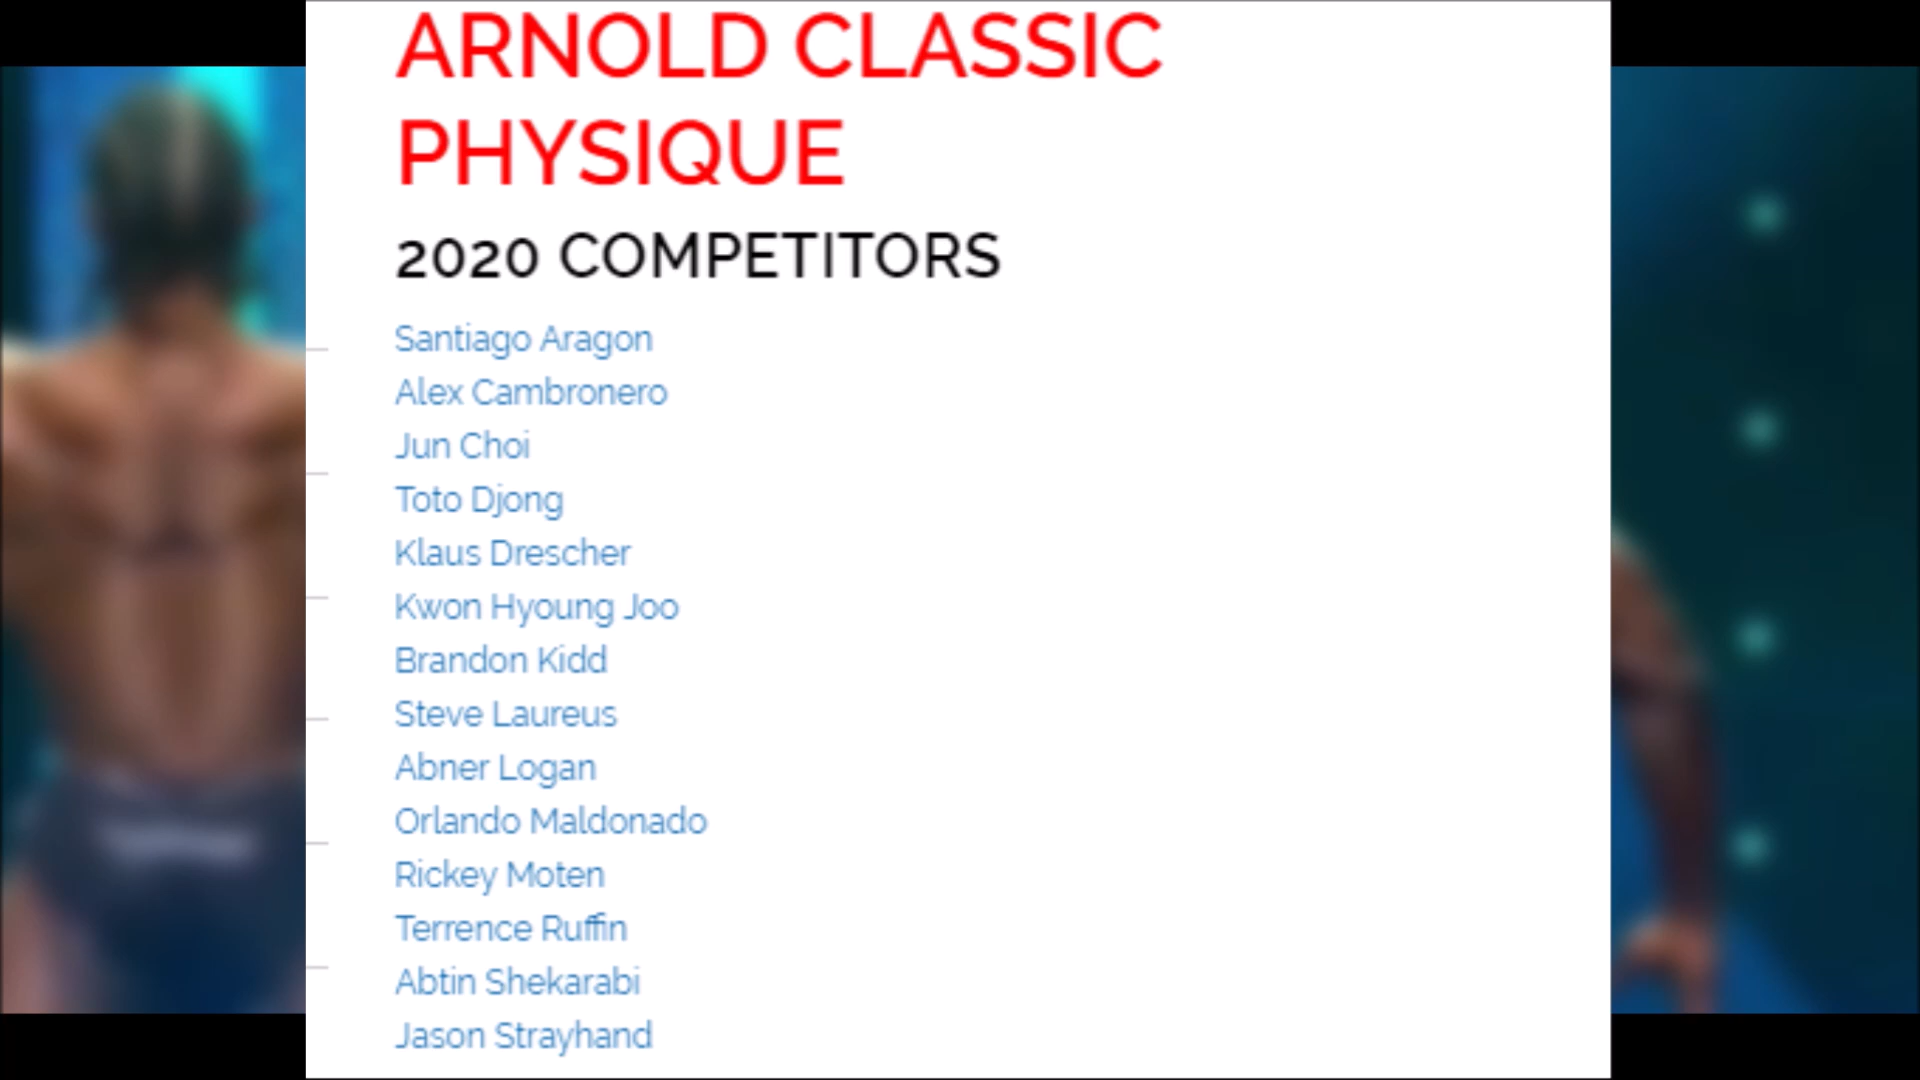 ARNOLD CLASSIC
PHYSIQUE
2020 COMPETITORS
Santiago Aragon
Alex Cambronero
Jun Choi
Toto Djong
Klaus Drescher
Kwon Hyoung Joo
Brandon Kidd
Steve Laureus
Abner Logan
Orlando Maldonado
Rickey Moten
Terrence Ruffin
Abtin Shekarabi
Jason Strayhand